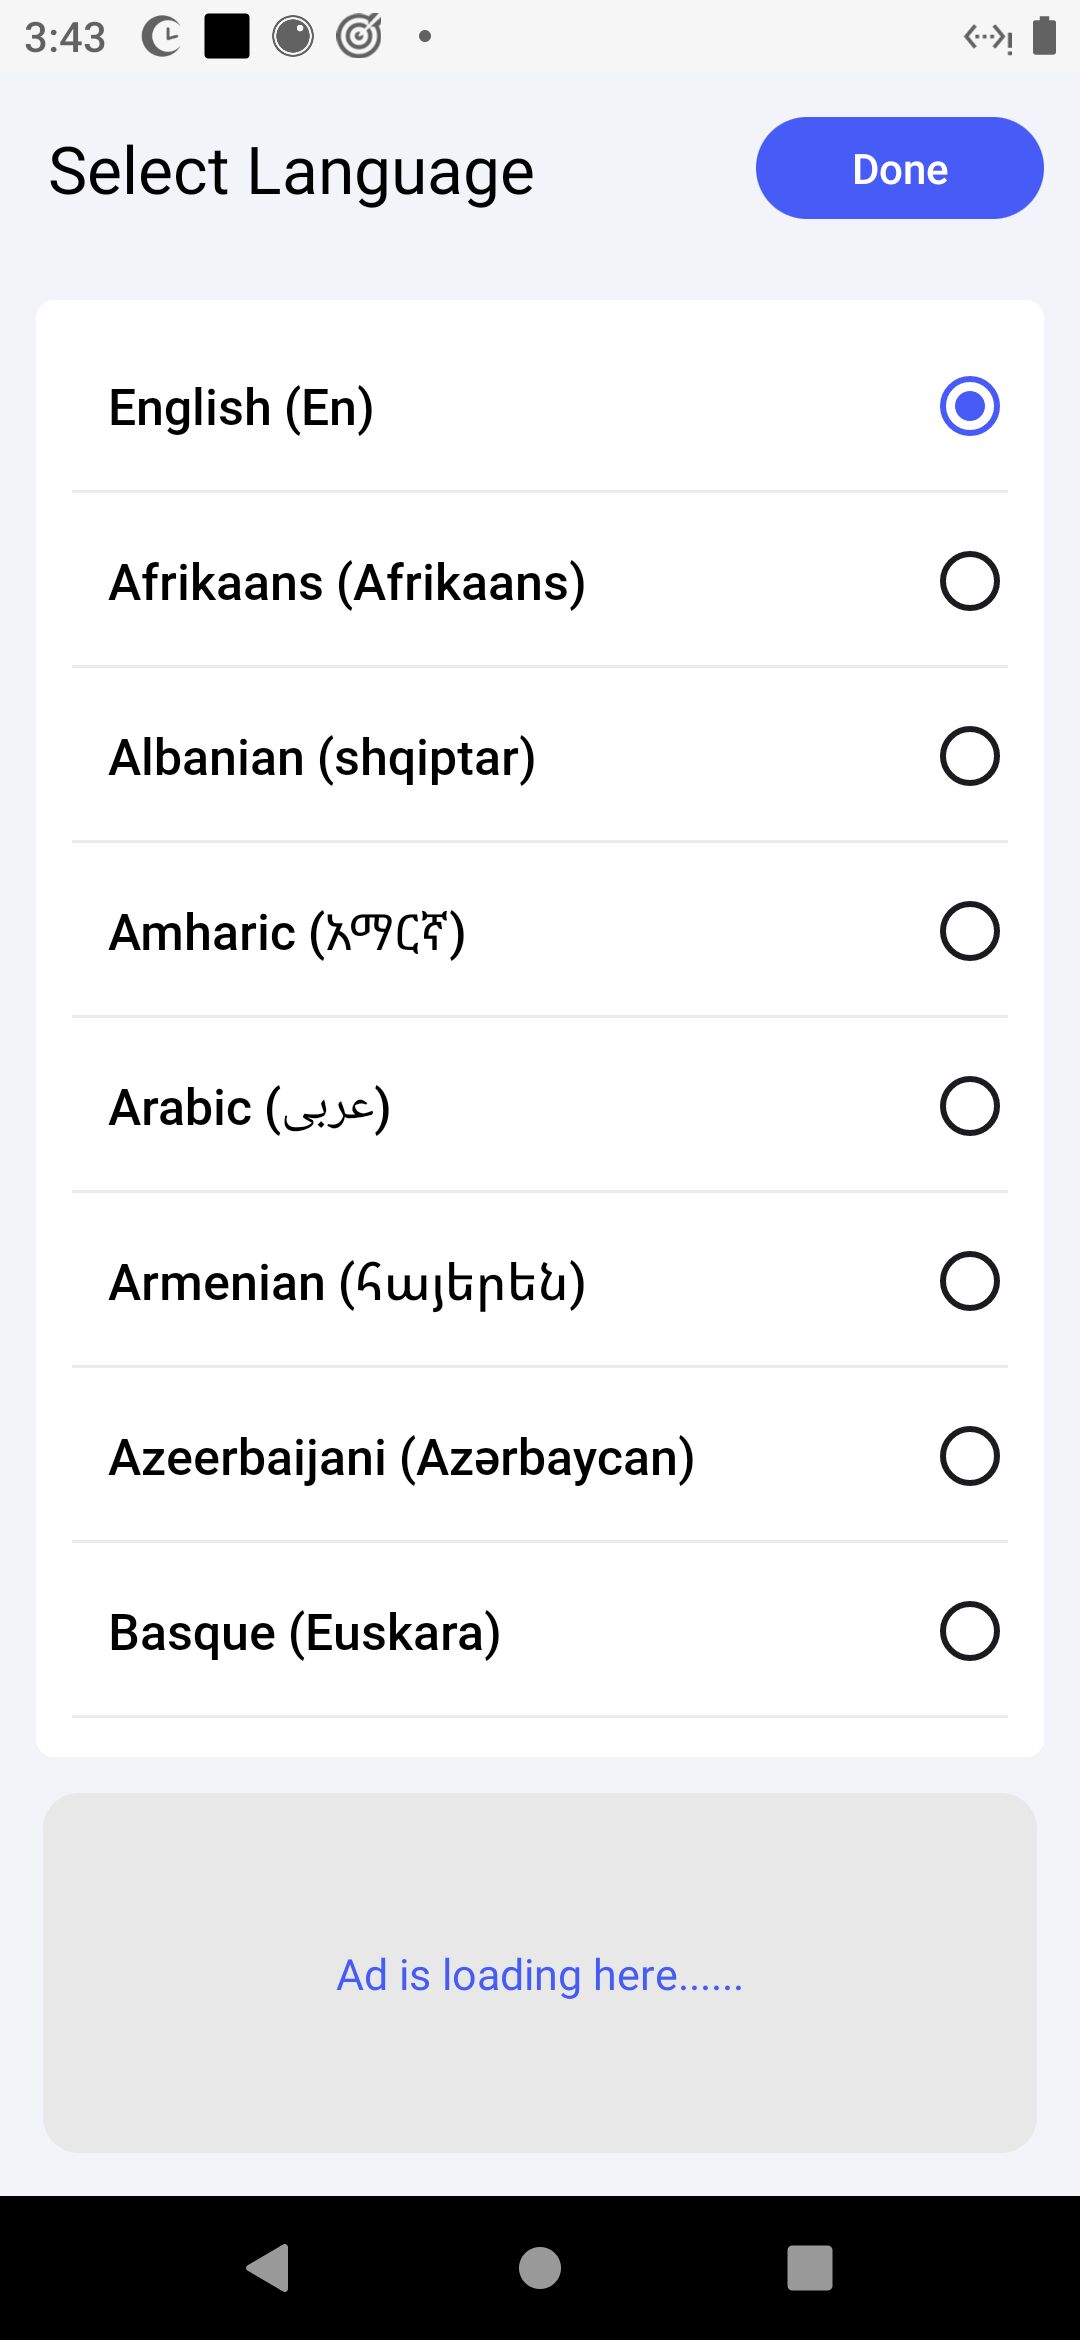 3:43
Select Language
Done
English (En)
Afrikaans (Afrikaans)
Albanian (shqiptar)
Amharic (አማርኛ)
Arabic (عربى)
Armenian (հայերեն)
Azeerbaijani (Azərbaycan)
Basque (Euskara)
Ad is loading here......